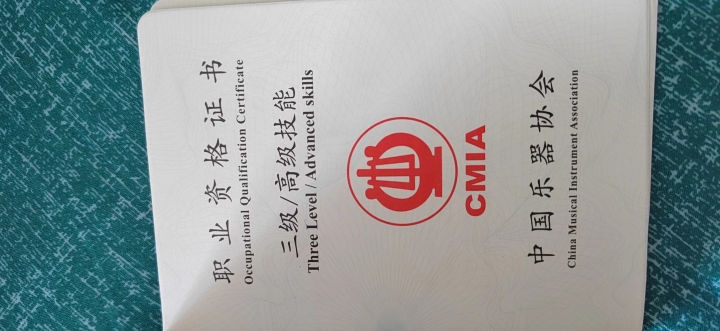 职业资格证书
Occupational Qualification Certificate
三级/高级技能
Three Level / Advanced skills
CMIA
中国乐器协会
China Musical Instrument Association